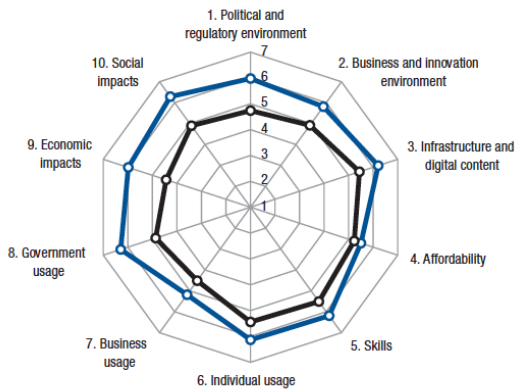 1. Political and
regulatory environment
7
10. Social
impacts
2. Business and innovation
environment
6
5
9. Economic
impacts
4
3. Infrastructure and
digital content
3
2
1
8. Government
usage
4. Affordability
7. Business
usage
5. Skills
6. Individual usage